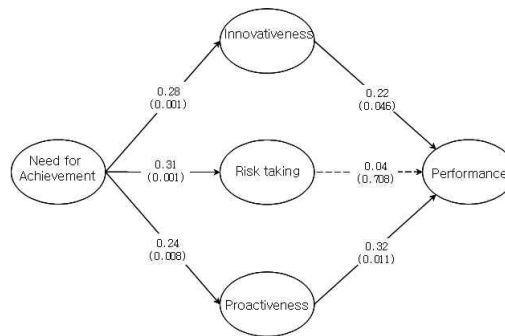 Innovativeness
0.28
(0.001)
0.22
(0.046)
Need for
Achievement
0.31
(0.001)
Risk taking
0.04
(0.708)
Performance
0.24
(0.008)
0.32
(0.011)
Proactiveness